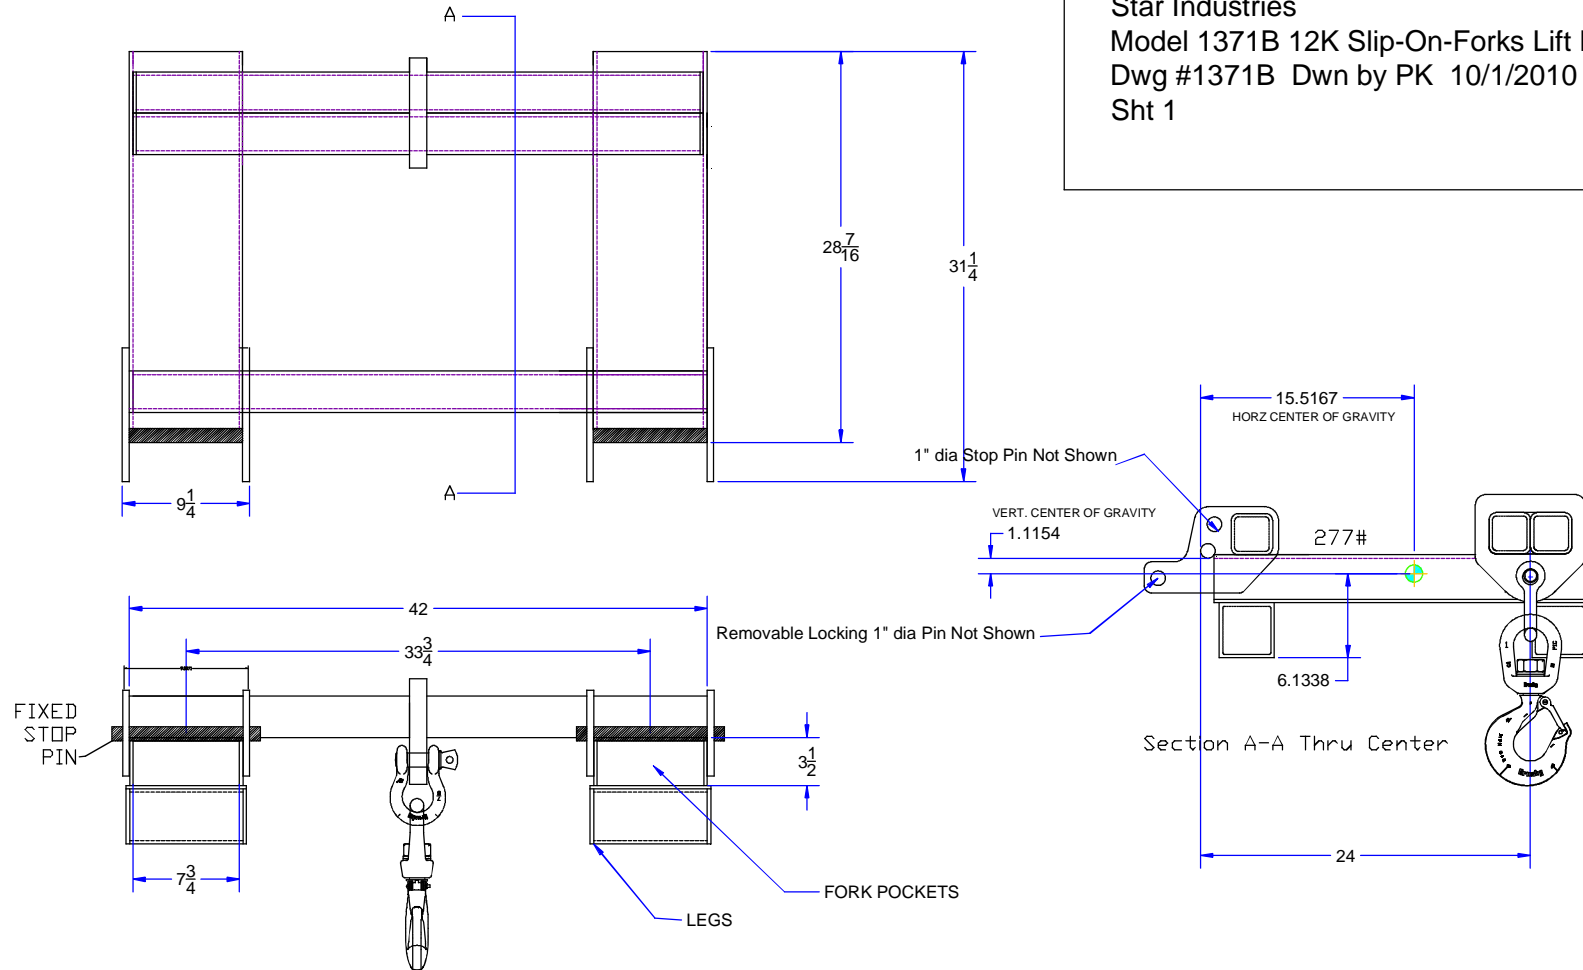 Star Industries
Model 1371B 12K Slip-On-Forks Lift
Dwg #1371B Dwn by PK 10/1/2010
Sht 1
A
A
28 7/16
31 1/4
9 1/4
15.5167
HORZ CENTER OF GRAVITY
1" dia Stop Pin Not Shown
VERT. CENTER OF GRAVITY
1.1154
277#
Removable Locking 1" dia Pin Not Shown
6.1338
Section A-A Thru Center
24
42
33 3/4
FIXED
STOP
PIN
3 1/2
7 3/4
FORK POCKETS
LEGS